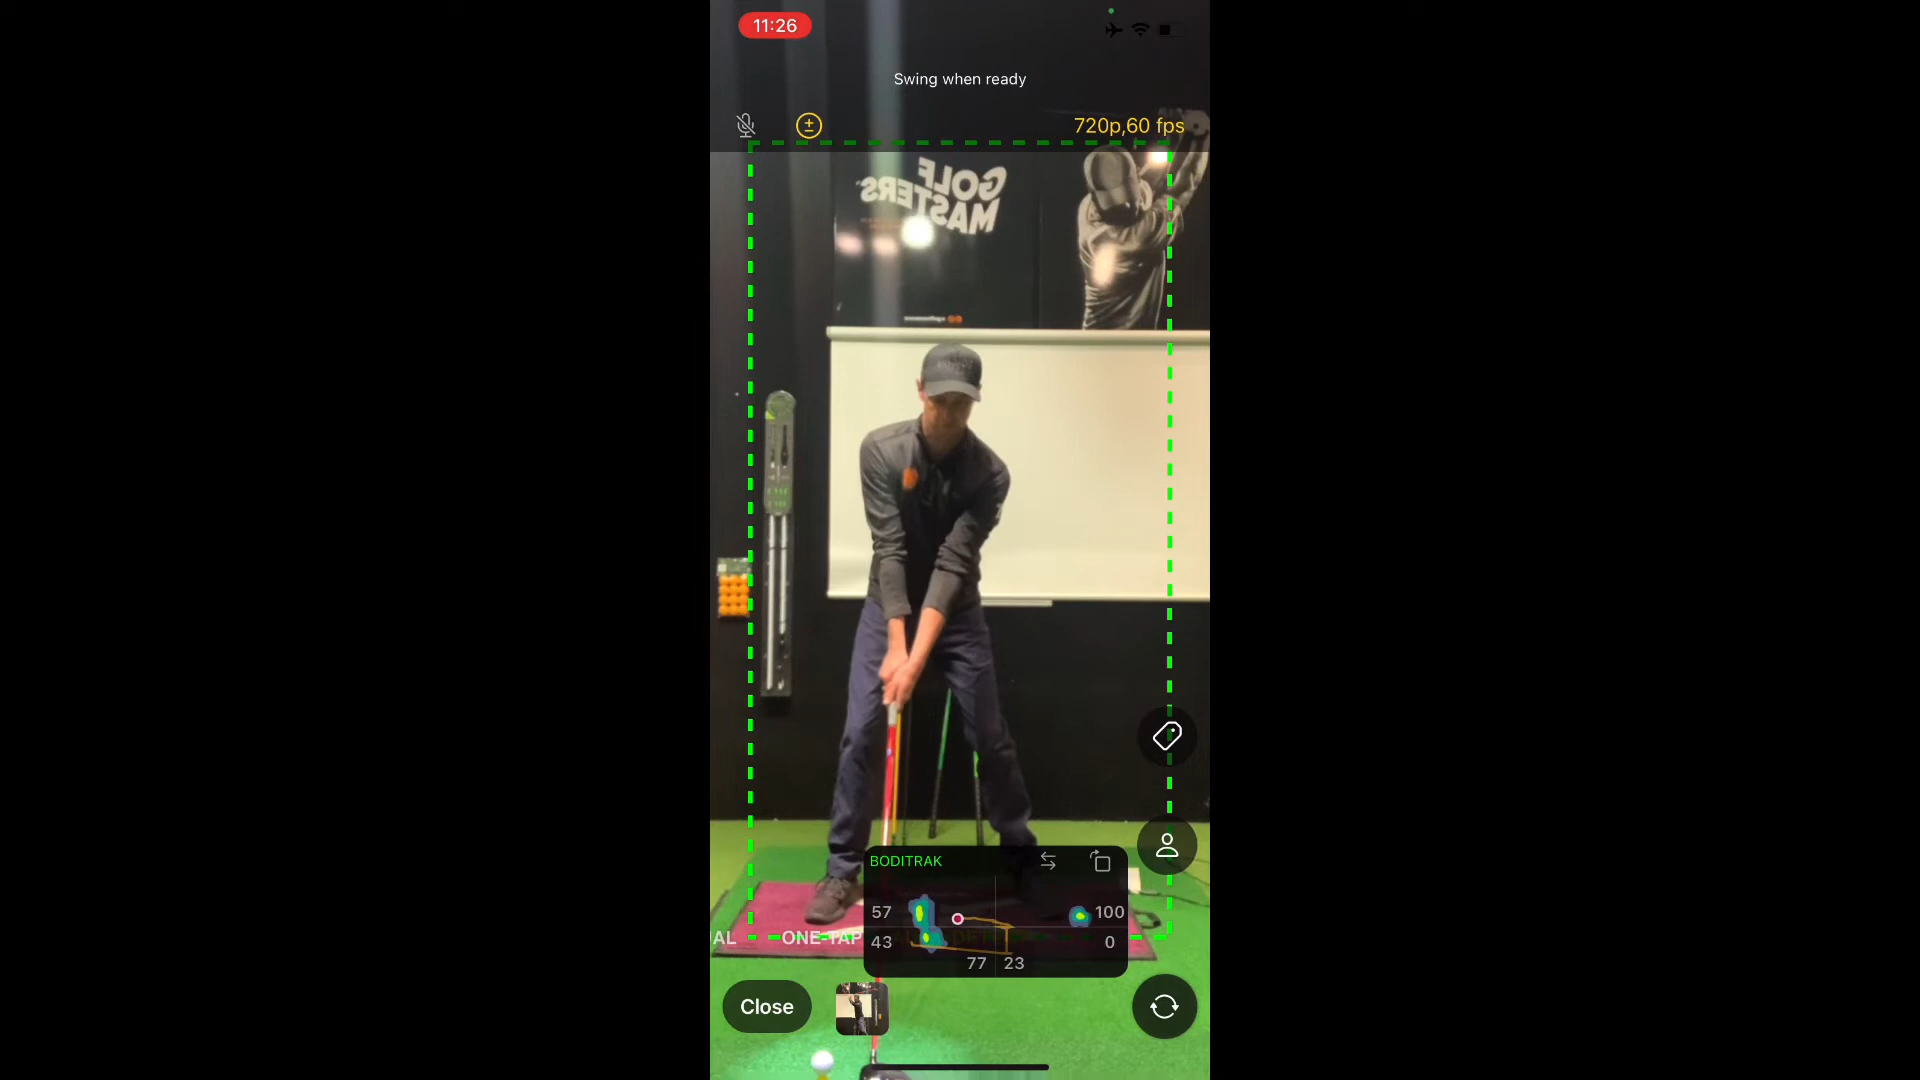 11:26
Swing when ready
720p,60 fps
GOLF
MASTERS
BODITRAK
57
100
43
0
77 23
AL
ONE-TAP
Close